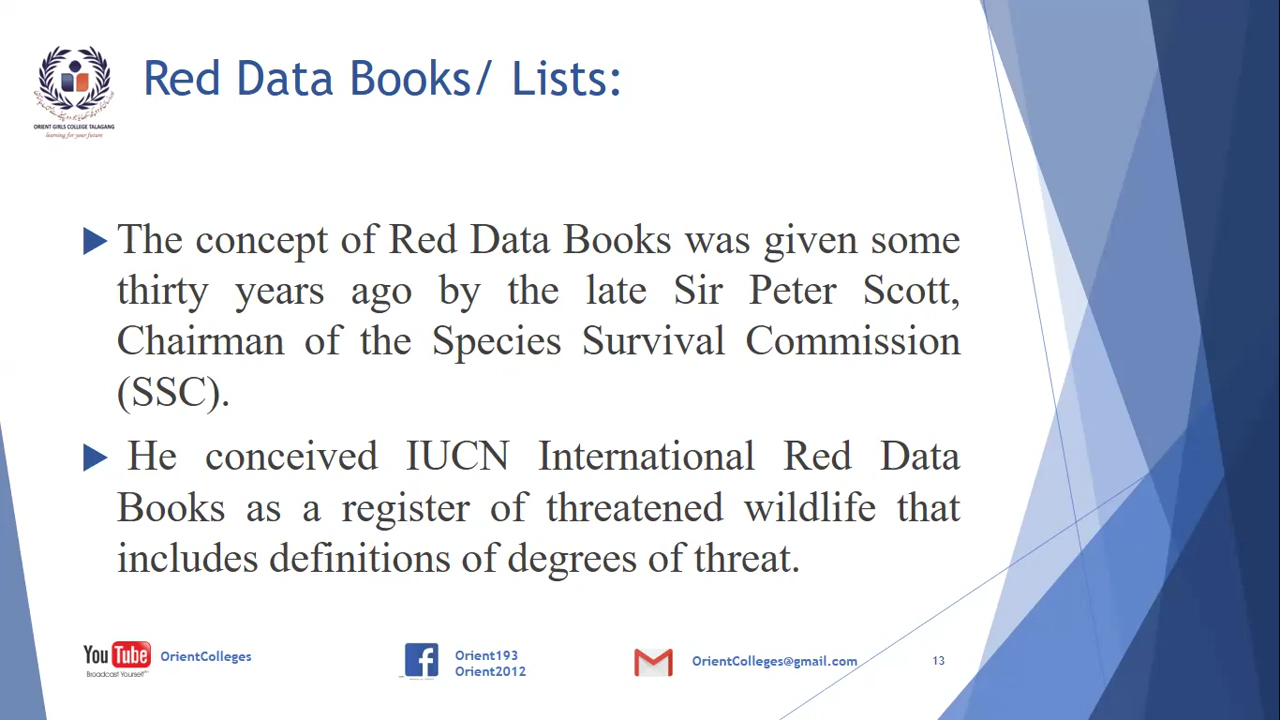 Red Data Books/ Lists:
ORIENT GIRLS COLLEGE TALAGANG
learning for your future
The concept of Red Data Books was given some
thirty years ago by the late Sir Peter Scott,
Chairman of the Species Survival Commission
(SSC).
He conceived IUCN International Red Data
Books as a register of threatened wildlife that
includes definitions of degrees of threat.
YouTube
Broadcast Yourself
OrientColleges
f
Orient193
Orient2012
OrientColleges@gmail.com
13